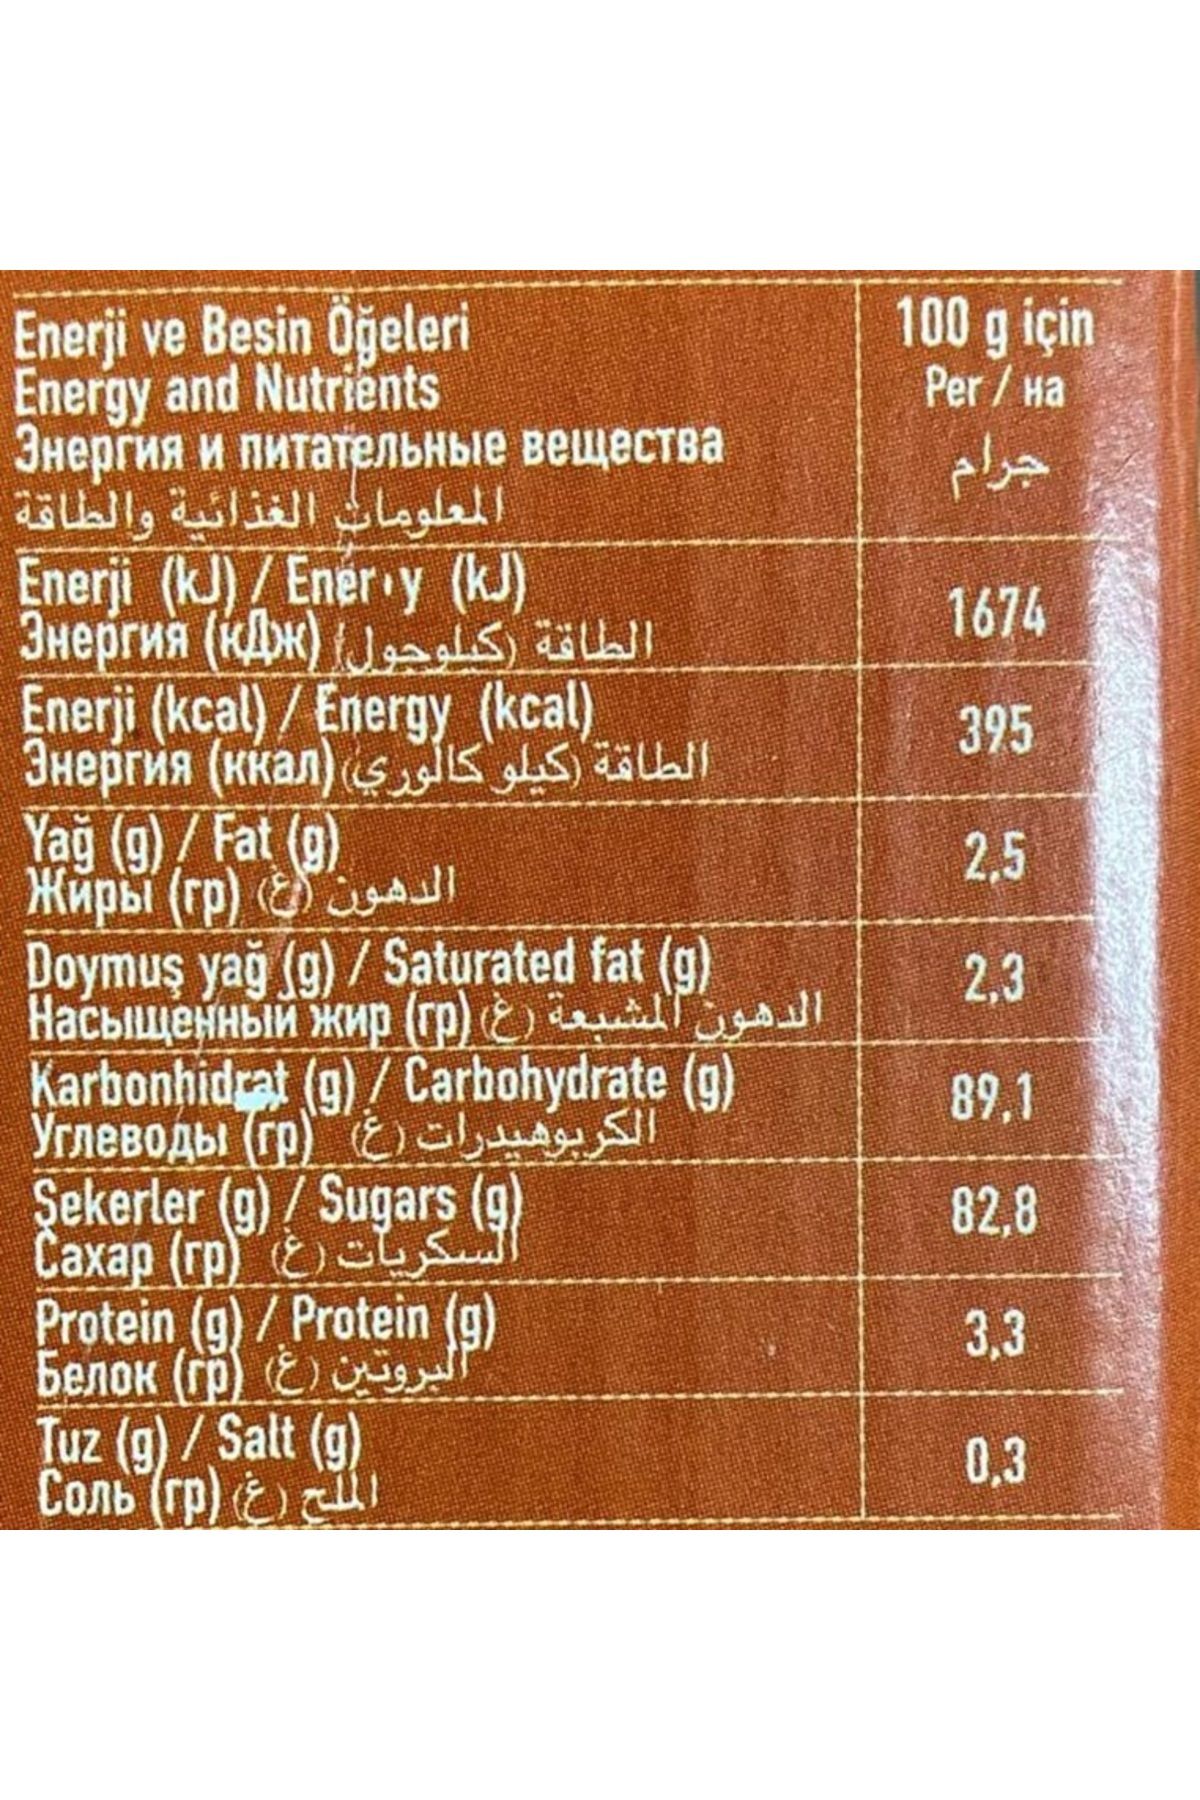 Enerji ve Besin Öğeleri
Energy and Nutrients
Энергия и питательные вещества
المعلومات الغذائية والطاقة
100 g için
Per / на
جرام
Enerji (kJ) / Energy (kJ)
Энергия (кДж) الطاقة (كيلوجول)
1674
Enerji (kcal) / Energy (kcal)
Энергия (ккал) الطاقة (كيلو كالوري)
395
Yağ (g) / Fat (g)
Жиры (гр) الدهون (غ)
2,5
Doymuş yağ (g) / Saturated fat (g)
Насыщенный жир (гр) الدهون المشبعة (غ)
2,3
Karbonhidrat (g) / Carbohydrate (g)
Углеводы (гр) الكربوهيدرات (غ)
89,1
Şekerler (g) / Sugars (g)
Сахар (гр) السكريات (غ)
82,8
Protein (g) / Protein (g)
Белок (гр) البروتين (غ)
3,3
Tuz (g) / Salt (g)
Соль (гр) الملح (غ)
0,3